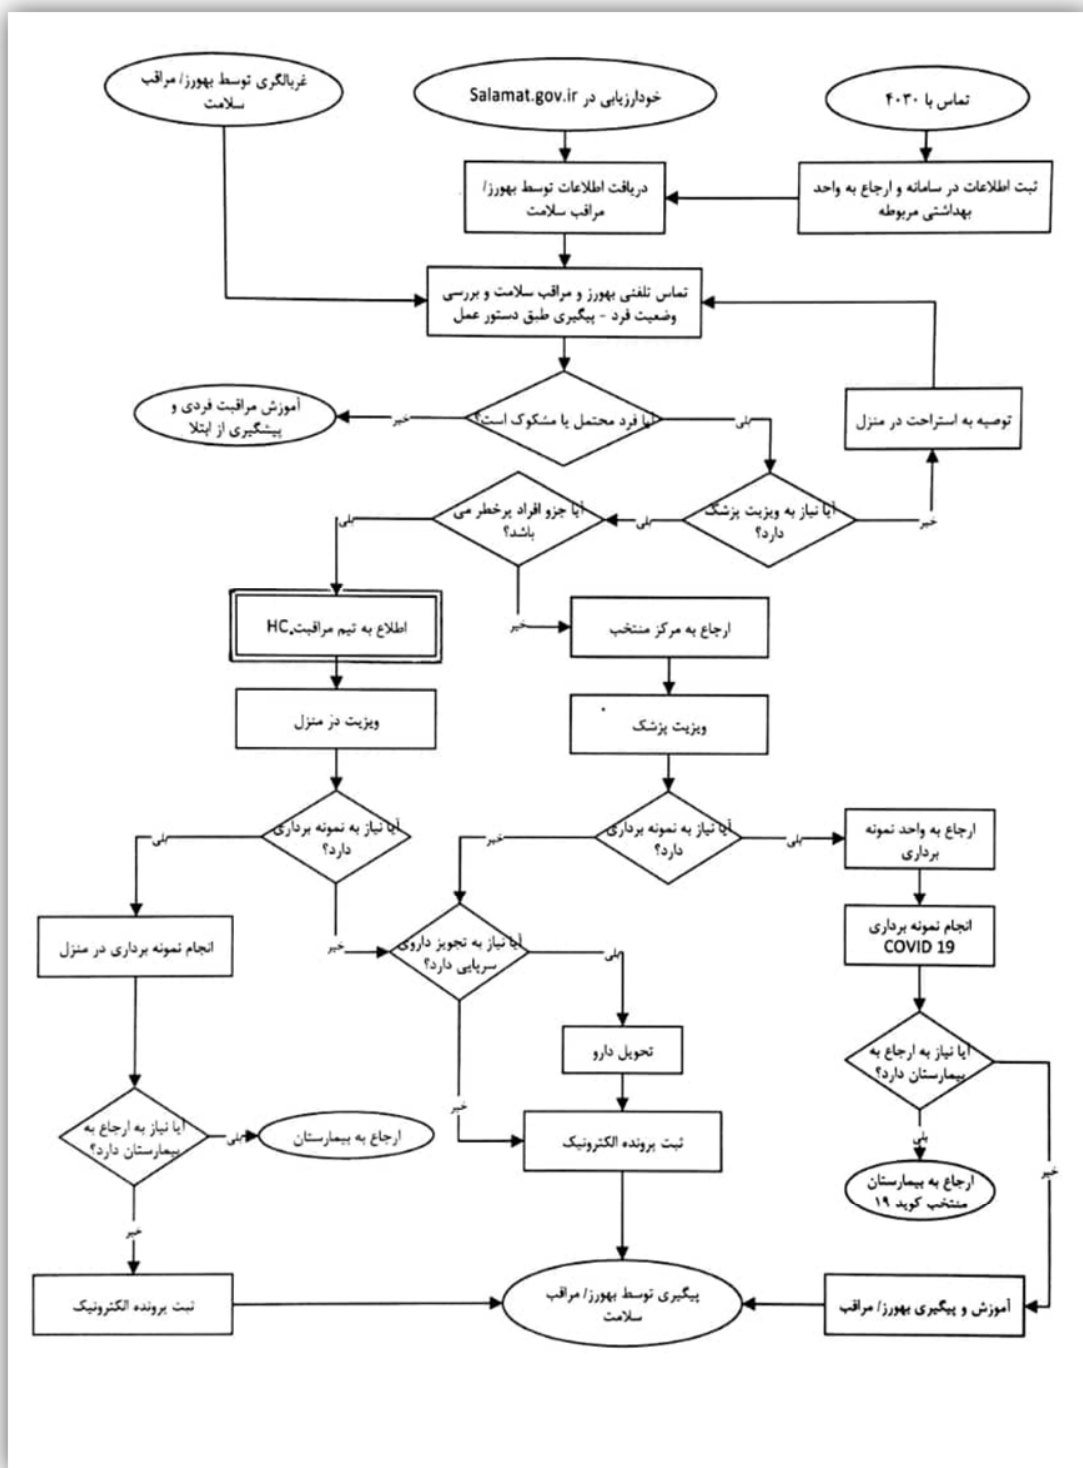 تماس با ۴۰۳۰
خودارزیابی در Salamat.gov.ir
غربالگری توسط بهورز/ مراقب
سلامت
ثبت اطلاعات در سامانه و ارجاع به واحد
بهداشتی مربوطه
دریافت اطلاعات توسط بهورز/
مراقب سلامت
تماس تلفنی بهورز و مراقب سلامت و بررسی
وضعیت فرد - پیگیری طبق دستور عمل
توصیه به استراحت در منزل
بلی
آیا فرد محتمل یا مشکوک است؟
خیر
آموزش مراقبت فردی و
پیشگیری از ابتلا
خیر
آیا نیاز به ویزیت پزشک
دارد؟
بلی
آیا جزو افراد پرخطر می
باشد؟
بلی
خیر
ارجاع به مرکز منتخب
اطلاع به تیم مراقبت.HC
ویزیت پزشک
ویزیت در منزل
ارجاع به واحد نمونه
برداری
بلی
آیا نیاز به نمونه برداری
دارد؟
خیر
آیا نیاز به نمونه برداری
دارد؟
بلی
خیر
انجام نمونه برداری
COVID 19
بلی
آیا نیاز به تجویز داروی
سرپایی دارد؟
انجام نمونه برداری در منزل
آیا نیاز به ارجاع به
بیمارستان دارد؟
تحویل دارو
خیر
بلی
خیر
ثبت پرونده الکترونیک
ارجاع به بیمارستان
بلی
آیا نیاز به ارجاع به
بیمارستان دارد؟
ارجاع به بیمارستان
منتخب کوید ۱۹
خیر
آموزش و پیگیری بهورز/ مراقب
پیگیری توسط بهورز/ مراقب
سلامت
ثبت پرونده الکترونیک